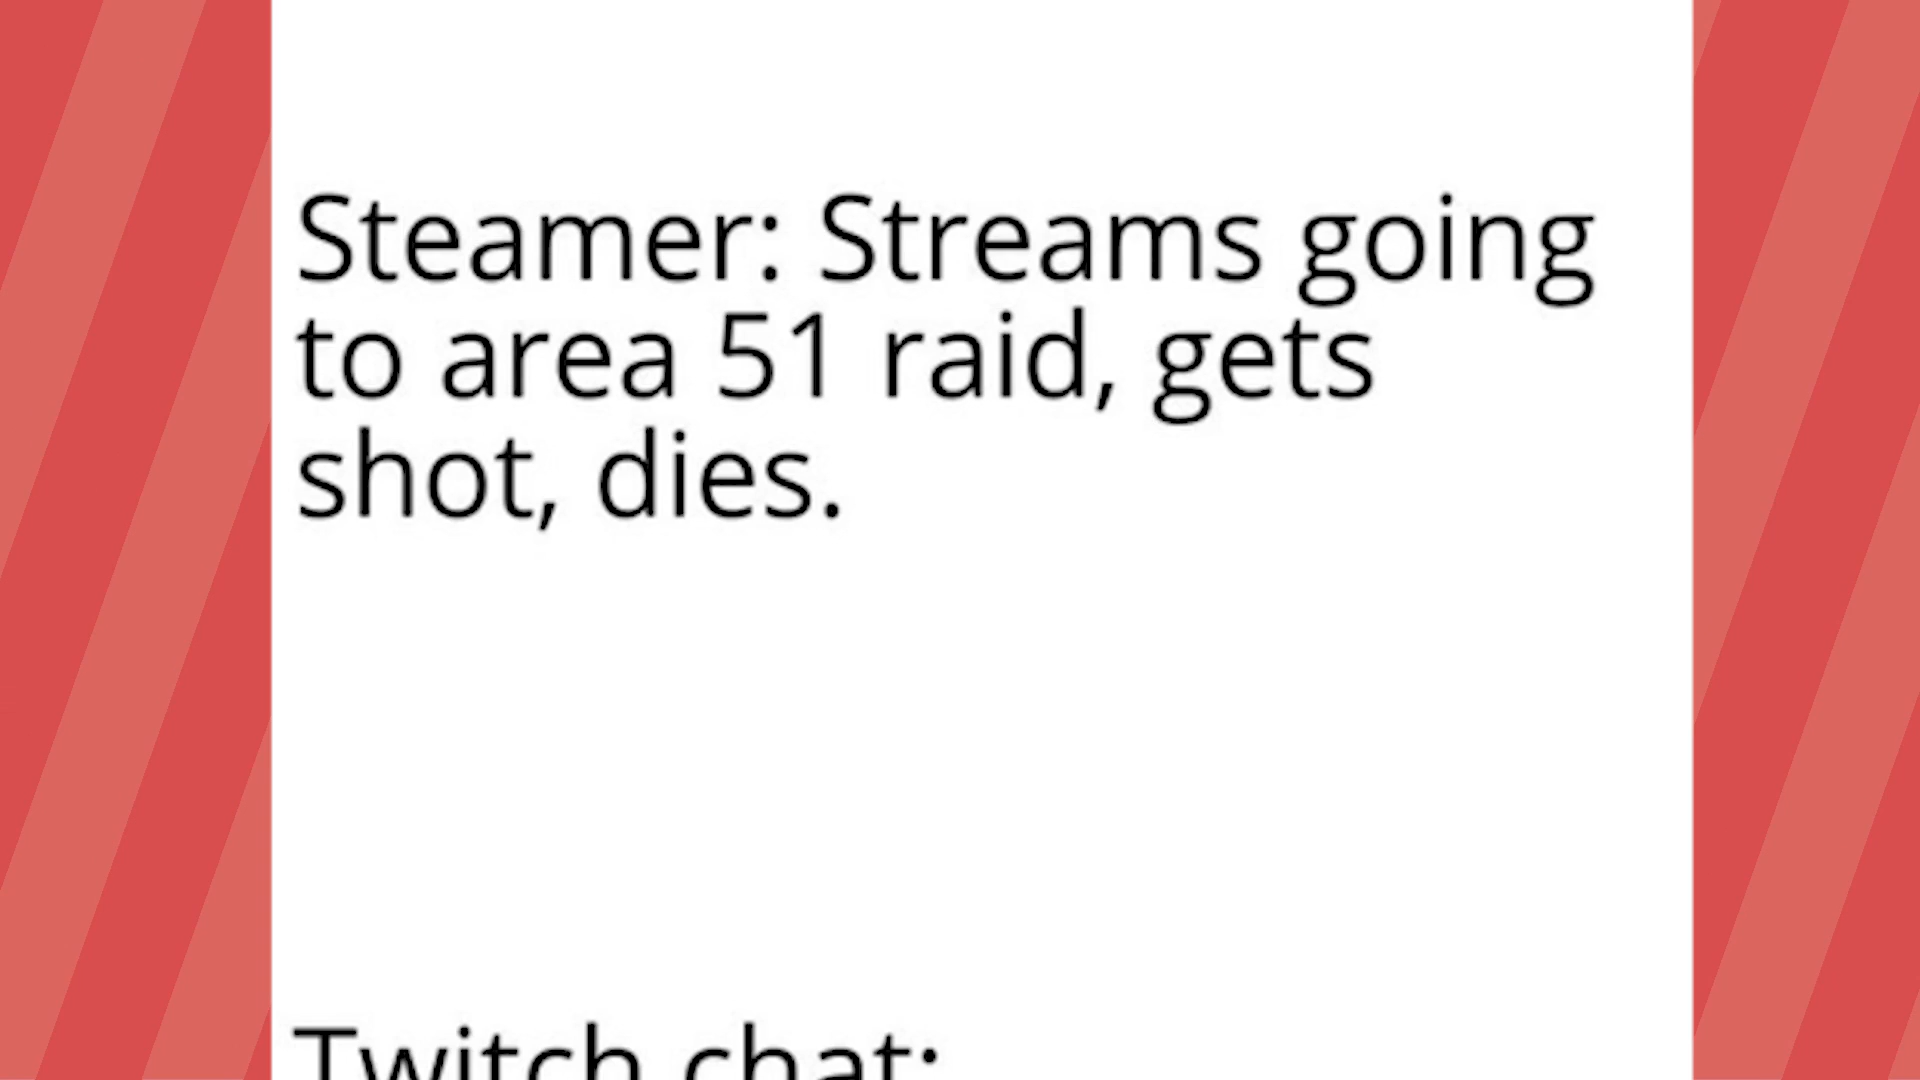 Steamer: Streams going
to area 51 raid, gets
shot, dies.
Twitch chat: